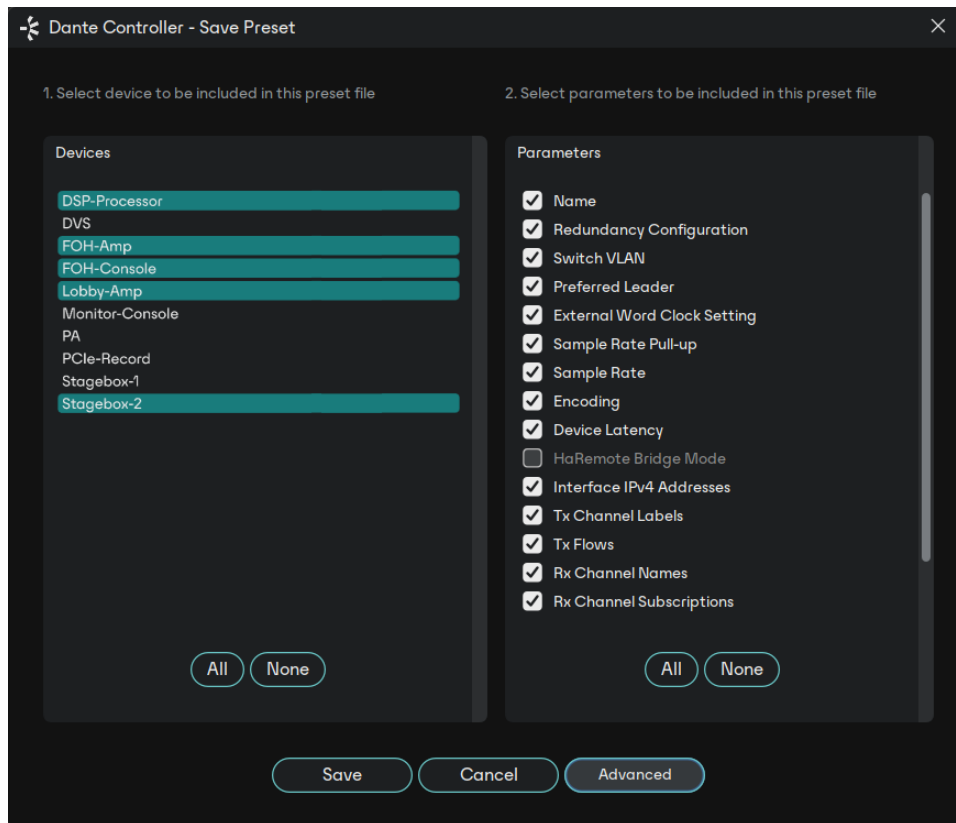 Dante Controller - Save Preset
1. Select device to be included in this preset file
2. Select parameters to be included in this preset file
Devices
DSP-Processor
DVS
FOH-Amp
FOH-Console
Lobby-Amp
Monitor-Console
PA
PCIe-Record
Stagebox-1
Stagebox-2
All
None
Parameters
Name
Redundancy Configuration
Switch VLAN
Preferred Leader
External Word Clock Setting
Sample Rate Pull-up
Sample Rate
Encoding
Device Latency
HaRemote Bridge Mode
Interface IPv4 Addresses
Tx Channel Labels
Tx Flows
Rx Channel Names
Rx Channel Subscriptions
All
None
Save
Cancel
Advanced